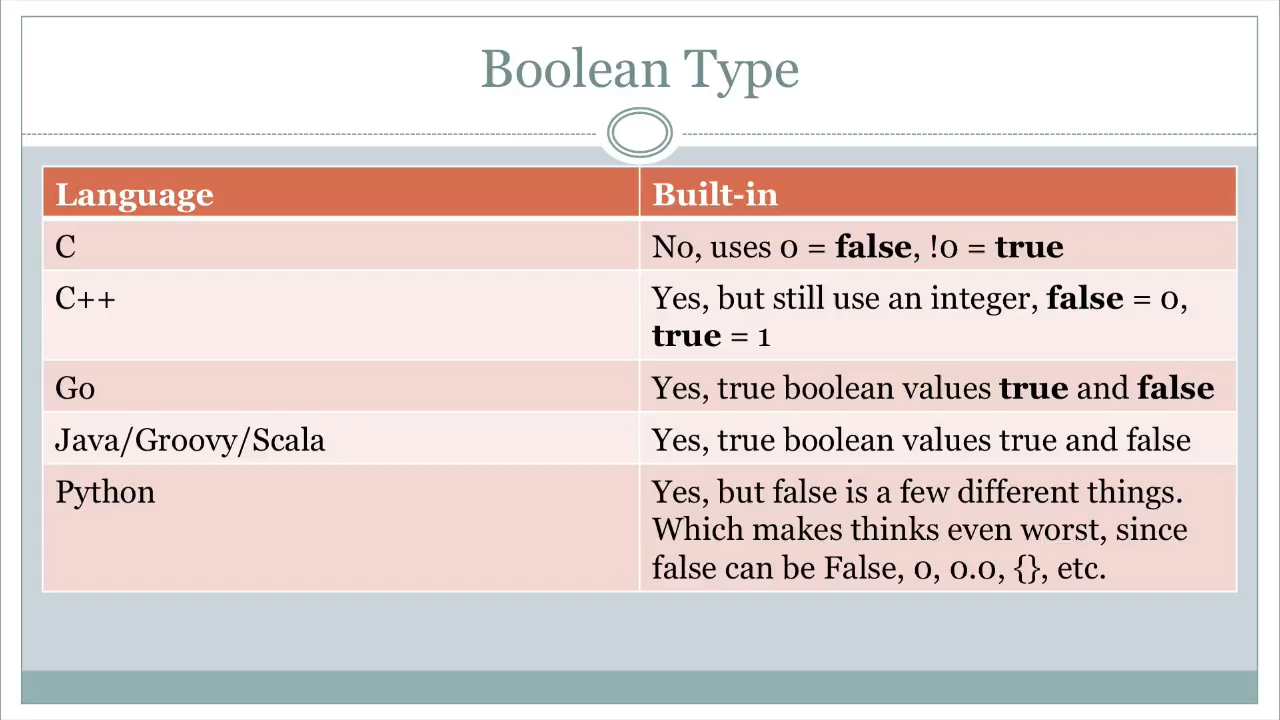 Boolean Type
Language
Built-in
C
No, uses 0 = false, !0 = true
C++
Yes, but still use an integer, false = 0,
true = 1
Go
Yes, true boolean values true and false
Java/Groovy/Scala
Yes, true boolean values true and false
Python
Yes, but false is a few different things.
Which makes thinks even worst, since
false can be False, 0, 0.0, {}, etc.